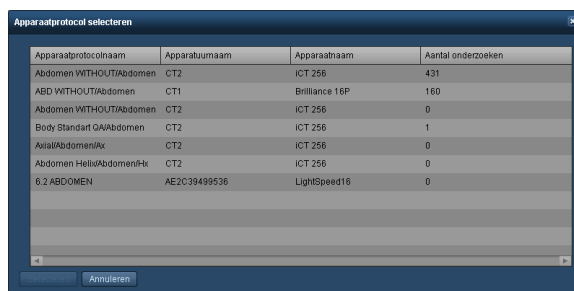 Apparaatprotocol selecteren
Apparaatprotocolnaam Apparatuurnaam Apparaatnaam Aantal onderzoeken
Abdomen WITHOUT/Abdomen CT2 iCT 256 431
ABD WITHOUT/Abdomen CT1 Brilliance 16P 160
Abdomen WITHOUT/Abdomen CT2 iCT 256 0
Body Standart QA/Abdomen CT2 iCT 256 1
Axial/Abdomen/Ax CT2 iCT 256 0
Abdomen Helix/Abdomen/Hx CT2 iCT 256 0
6.2 ABDOMEN AE2C39499536 LightSpeed16 0
Annuleren